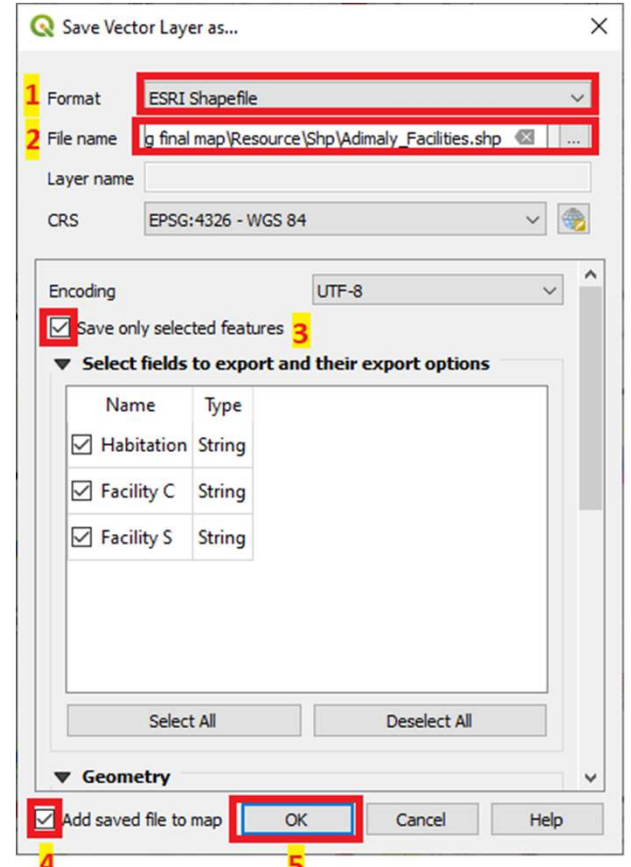 Save Vector Layer as...
1 Format ESRI Shapefile
2 File name g final map\Resource\Shp\Adimaly_Facilities.shp ...
Layer name
CRS EPSG:4326 - WGS 84
Encoding UTF-8
Save only selected features 3
Select fields to export and their export options
Name Type
Habitation String
Facility C String
Facility S String
Select All Deselect All
Geometry
Add saved file to map OK Cancel Help
4 5